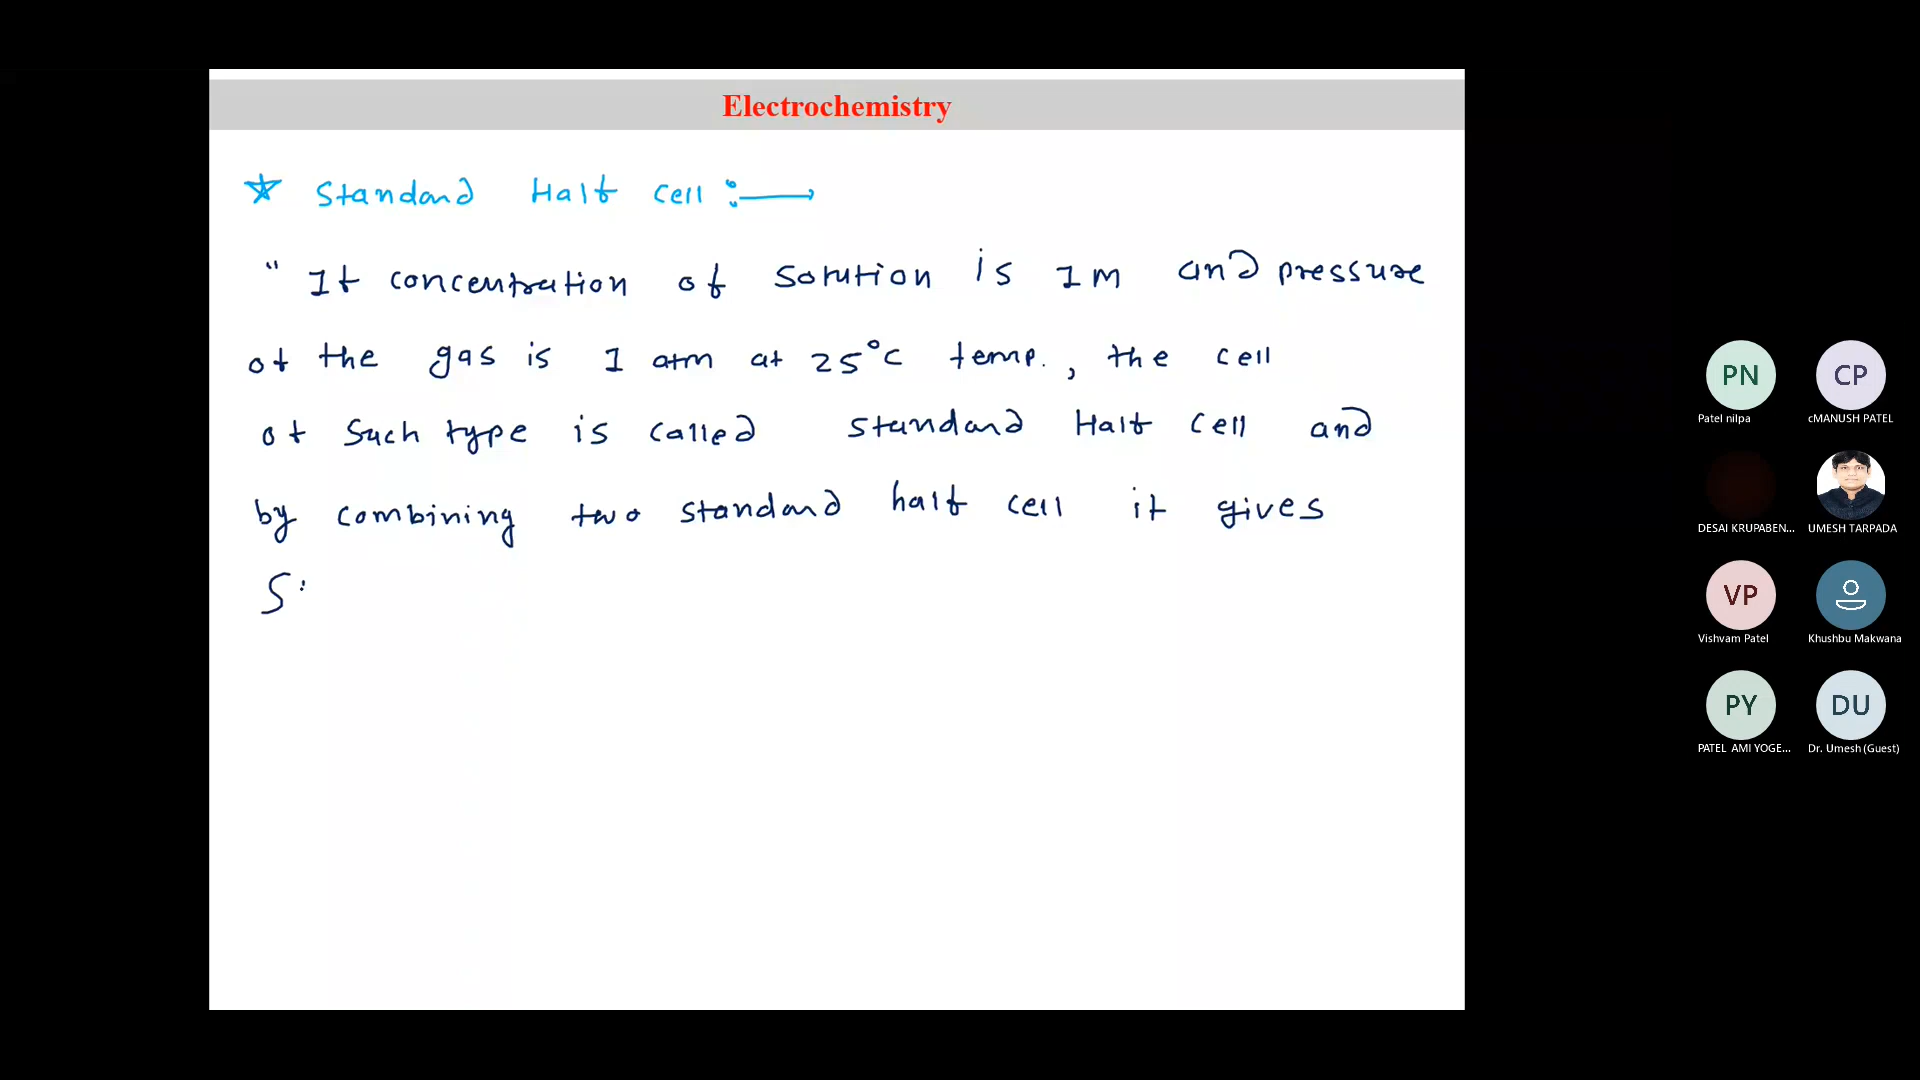 Electrochemistry
☆ Standard Half cell :→
" If concentration of solution is 1M and pressure
of the gas is 1 atm at 25°C temp., the cell
of Such type is called standard Half cell and
by combining two standard half cell it gives
S
PN
CP
Patel nilpa
cMANUSH PATEL
DESAI KRUPABEN...
UMESH TARPADA
VP
Vishvam Patel
Khushbu Makwana
PY
DU
PATEL AMI YOGE...
Dr. Umesh (Guest)